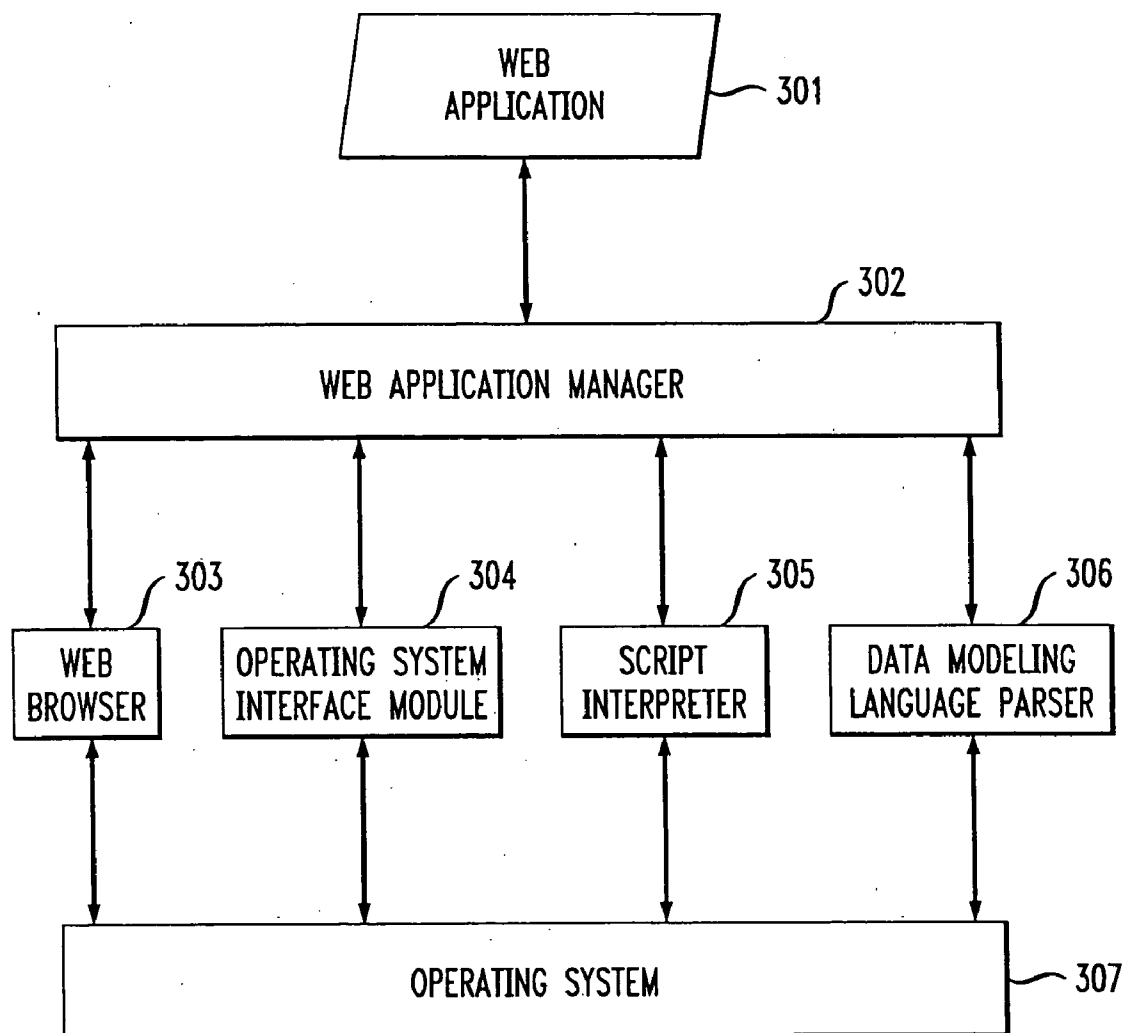 WEB
APPLICATION
301
302
WEB APPLICATION MANAGER
303
304
305
306
WEB
BROWSER
OPERATING SYSTEM
INTERFACE MODULE
SCRIPT
INTERPRETER
DATA MODELING
LANGUAGE PARSER
OPERATING SYSTEM
307